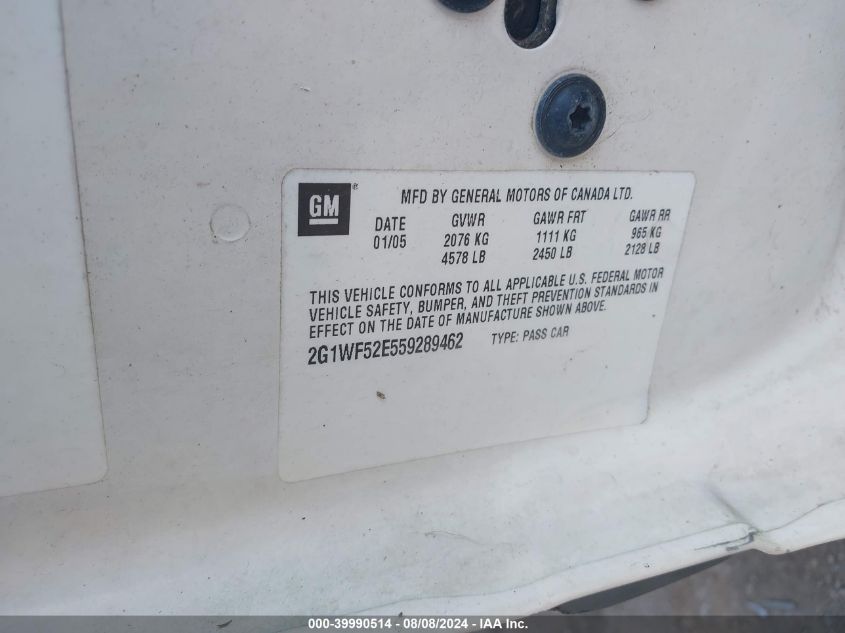 GM ®
MFD BY GENERAL MOTORS OF CANADA LTD.
DATE GVWR GAWR FRT GAWR RR
01/05 2076 KG 1111 KG 965 KG
4578 LB 2450 LB 2128 LB
THIS VEHICLE CONFORMS TO ALL APPLICABLE U.S. FEDERAL MOTOR
VEHICLE SAFETY, BUMPER, AND THEFT PREVENTION STANDARDS IN
EFFECT ON THE DATE OF MANUFACTURE SHOWN ABOVE.
2G1WF52E559289462 TYPE: PASS CAR
000-39990514 - 08/08/2024 - IAA Inc.